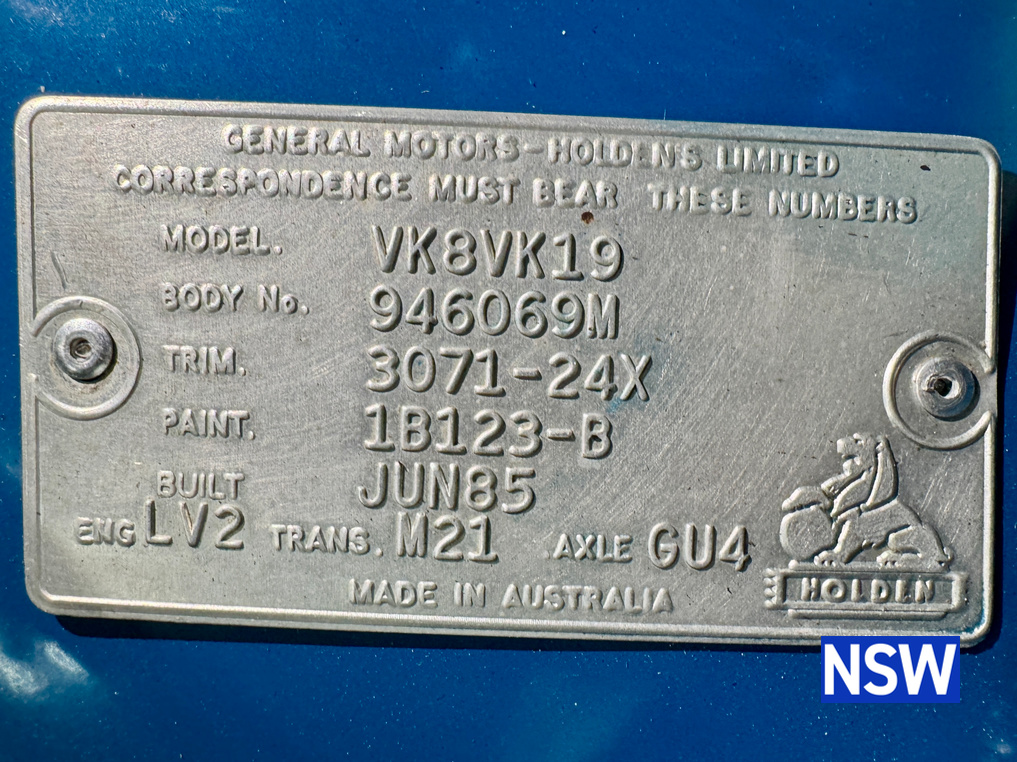 GENERAL MOTORS-HOLDEN'S LIMITED
CORRESPONDENCE MUST BEAR THESE NUMBERS
MODEL. VK8VK19
BODY No. 946069M
TRIM. 3071-24X
PAINT. 1B123-B
BUILT JUN85
ENG LV2 TRANS. M21 .AXLE GU4
MADE IN AUSTRALIA
HOLDEN
NSW